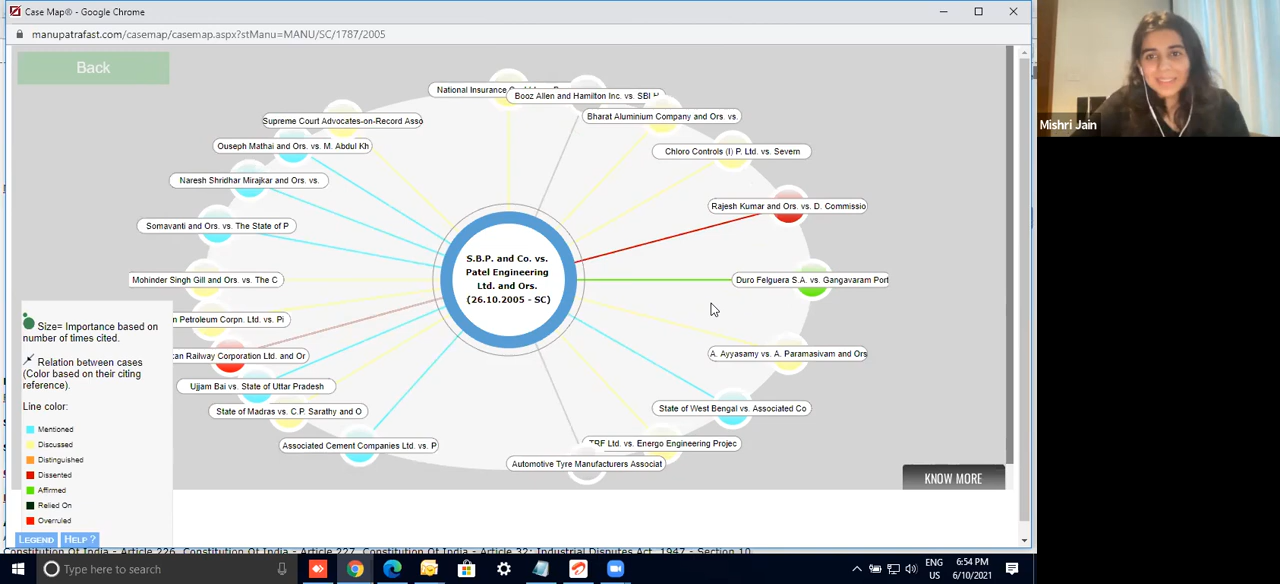 Case Map® - Google Chrome
manupatrafast.com/casemap/casemap.aspx?stManu=MANU/SC/1787/2005
Back
National Insurance
Booz Allen and Hamilton Inc. vs. SBI H
Supreme Court Advocates-on-Record Asso
Bharat Aluminium Company and Ors. vs.
Ouseph Mathai and Ors. vs. M. Abdul Kh
Chloro Controls (I) P. Ltd. vs. Severn
Mishri Jain
Naresh Shridhar Mirajkar and Ors. vs.
Rajesh Kumar and Ors. vs. D. Commissio
Somavanti and Ors. vs. The State of P
S.B.P. and Co. vs.
Patel Engineering
Ltd. and Ors.
(26.10.2005 - SC)
Mohinder Singh Gill and Ors. vs. The C
Duro Felguera S.A. vs. Gangavaram Port
Petroleum Corpn. Ltd. vs. Pi
Railway Corporation Ltd. and Or
A. Ayyasamy vs. A. Paramasivam and Ors
Ujjam Bai vs. State of Uttar Pradesh
State of Madras vs. C.P. Sarathy and O
State of West Bengal vs. Associated Co
Associated Cement Companies Ltd. vs. P
TRF Ltd. vs. Energo Engineering Projec
Automotive Tyre Manufacturers Associat
KNOW MORE
Size= Importance based on
number of times cited.
Relation between cases
(Color based on their citing
reference).
Line color:
Mentioned
Discussed
Distinguished
Dissented
Affirmed
Relied On
Overruled
LEGEND
HELP ?
Constitution Of India - Article 226, Constitution Of India - Article 227, Constitution Of India - Article 32; Industrial Disputes Act, 1947 - Section 10
Type here to search
ENG
US
6:54 PM
6/10/2021